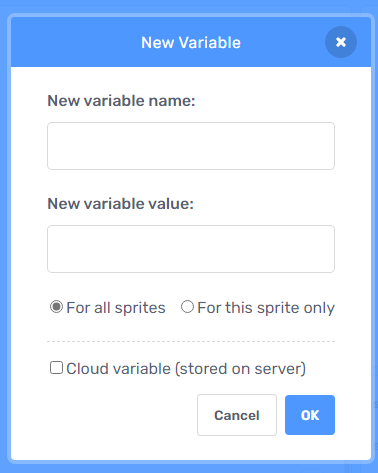 New Variable
New variable name:
New variable value:
For all sprites For this sprite only
Cloud variable (stored on server)
Cancel OK